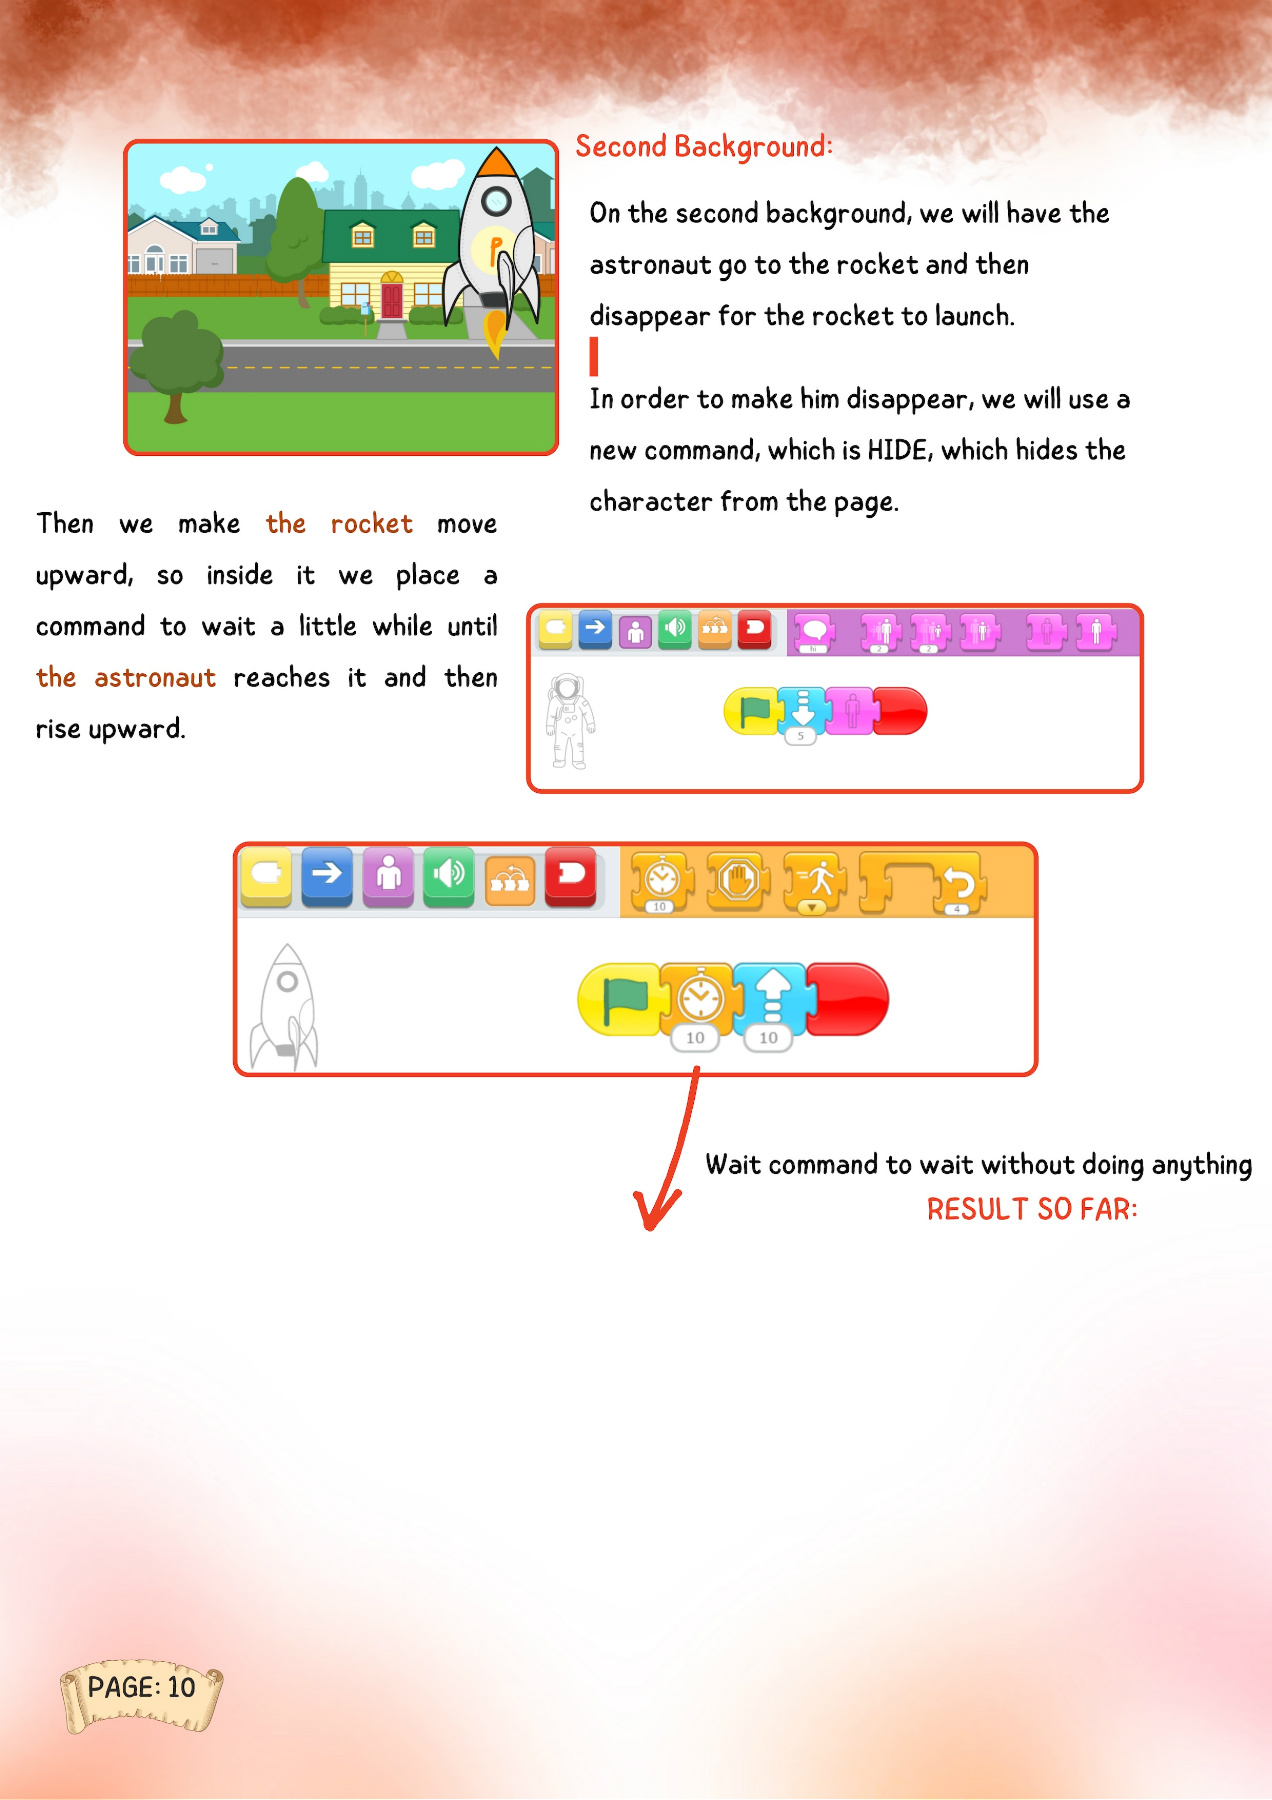 Second Background:
On the second background, we will have the
astronaut go to the rocket and then
disappear for the rocket to launch.
In order to make him disappear, we will use a
new command, which is HIDE, which hides the
character from the page.
Then we make the rocket move
upward, so inside it we place a
command to wait a little while until
the astronaut reaches it and then
rise upward.
P
hi
2
2
5
10
4
10
10
Wait command to wait without doing anything
RESULT SO FAR:
PAGE: 10